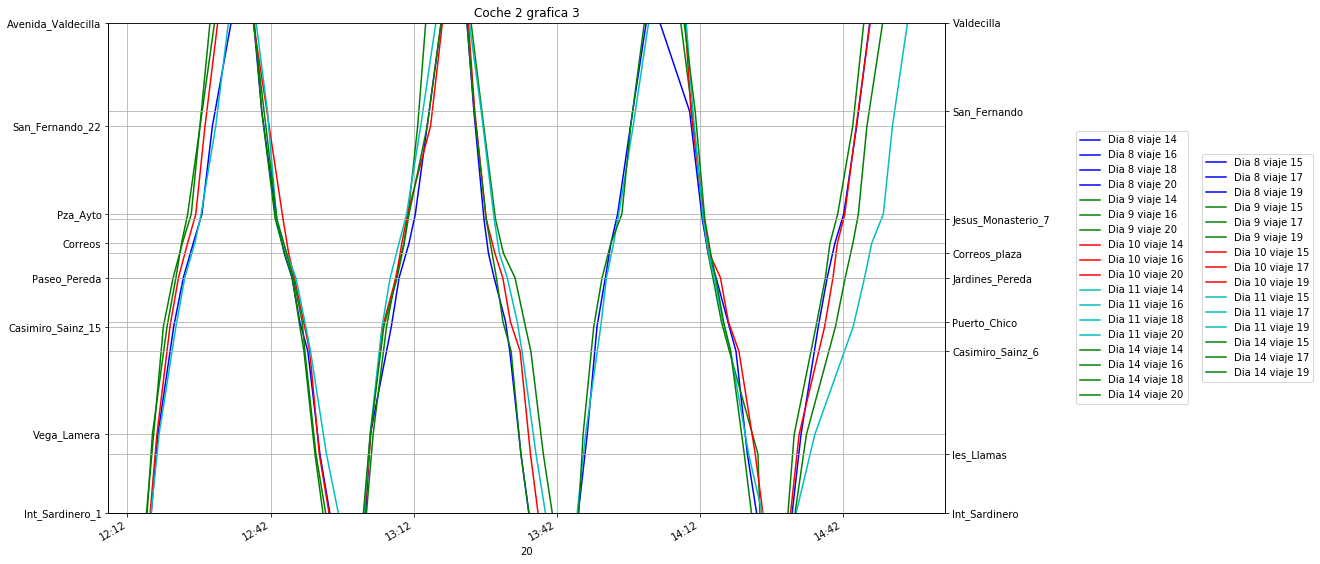 Coche 2 grafica 3
Avenida_Valdecilla
San_Fernando_22
Pza_Ayto
Correos
Paseo_Pereda
Casimiro_Sainz_15
Vega_Lamera
Int_Sardinero_1
Valdecilla
San_Fernando
Jesus_Monasterio_7
Correos_plaza
Jardines_Pereda
Puerto_Chico
Casimiro_Sainz_6
Ies_Llamas
Int_Sardinero
12:12
12:42
13:12
13:42
14:12
14:42
20
Dia 8 viaje 14
Dia 8 viaje 16
Dia 8 viaje 18
Dia 8 viaje 20
Dia 9 viaje 14
Dia 9 viaje 16
Dia 9 viaje 20
Dia 10 viaje 14
Dia 10 viaje 16
Dia 10 viaje 20
Dia 11 viaje 14
Dia 11 viaje 16
Dia 11 viaje 18
Dia 11 viaje 20
Dia 14 viaje 14
Dia 14 viaje 16
Dia 14 viaje 18
Dia 14 viaje 20
Dia 8 viaje 15
Dia 8 viaje 17
Dia 8 viaje 19
Dia 9 viaje 15
Dia 9 viaje 17
Dia 9 viaje 19
Dia 10 viaje 15
Dia 10 viaje 17
Dia 10 viaje 19
Dia 11 viaje 15
Dia 11 viaje 17
Dia 11 viaje 19
Dia 14 viaje 15
Dia 14 viaje 17
Dia 14 viaje 19